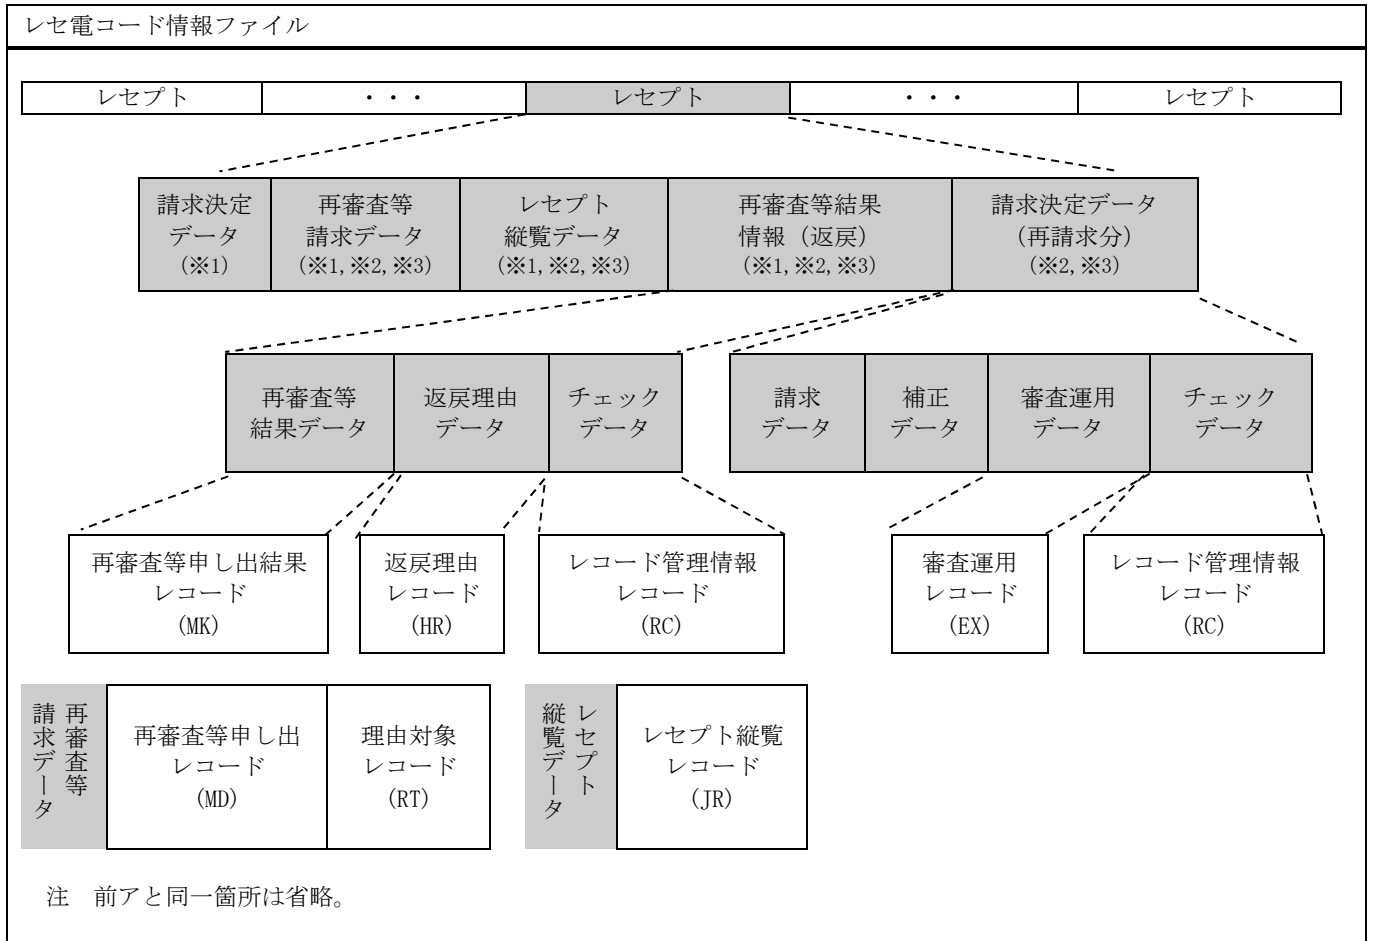 レセ電コード情報ファイル
レセプト
・・・
レセプト
・・・
レセプト
請求決定
データ
(※1)
再審査等
請求データ
(※1,※2,※3)
レセプト
縦覧データ
(※1,※2,※3)
再審査等結果
情報（返戻）
(※1,※2,※3)
請求決定データ
(再請求分)
(※2,※3)
再審査等
結果データ
返戻理由
データ
チェック
データ
請求
データ
補正
データ
審査運用
データ
チェック
データ
再審査等申し出結果
レコード
(MK)
返戻理由
レコード
(HR)
レコード管理情報
レコード
(RC)
審査運用
レコード
(EX)
レコード管理情報
レコード
(RC)
再審査等
請求データ
再審査等申し出
レコード
(MD)
理由対象
レコード
(RT)
レセプト
縦覧データ
レセプト縦覧
レコード
(JR)
注　前アと同一箇所は省略。